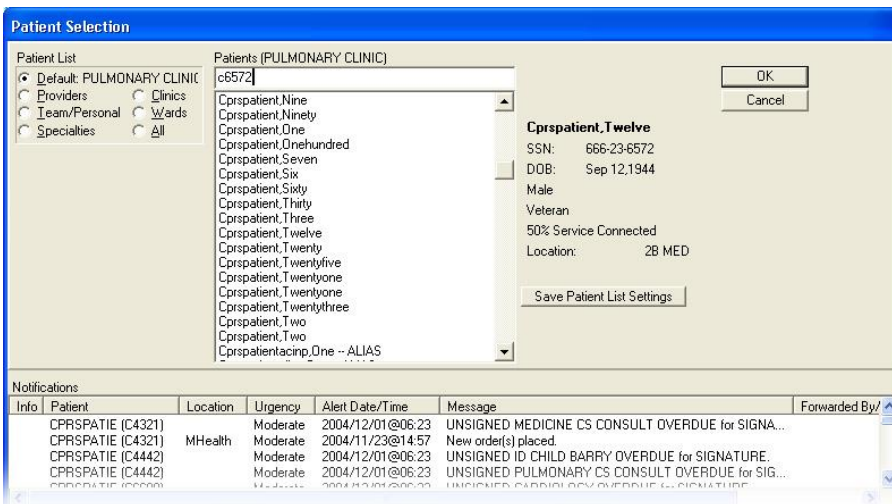 Patient Selection
Patient List
Default: PULMONARY CLINIC
Providers Clinics
Team/Personal Wards
Specialties All
Patients (PULMONARY CLINIC)
c6572
Cprspatient,Nine
Cprspatient,Ninety
Cprspatient,One
Cprspatient,Onehundred
Cprspatient,Seven
Cprspatient,Six
Cprspatient,Sixty
Cprspatient,Thirty
Cprspatient,Three
Cprspatient,Twelve
Cprspatient,Twenty
Cprspatient,Twentyfive
Cprspatient,Twentyone
Cprspatient,Twentyone
Cprspatient,Twentythree
Cprspatient,Two
Cprspatient,Two
Cprspatientacinp,One -- ALIAS
OK
Cancel
Cprspatient,Twelve
SSN: 666-23-6572
DOB: Sep 12,1944
Male
Veteran
50% Service Connected
Location: 2B MED
Save Patient List Settings
Notifications
Info Patient Location Urgency Alert Date/Time Message Forwarded By/
CPRSPATIE (C4321) Moderate 2004/12/01@06:23 UNSIGNED MEDICINE CS CONSULT OVERDUE for SIGNA...
CPRSPATIE (C4321) MHealth Moderate 2004/11/23@14:57 New order(s) placed.
CPRSPATIE (C4442) Moderate 2004/12/01@06:23 UNSIGNED ID CHILD BARRY OVERDUE for SIGNATURE.
CPRSPATIE (C4442) Moderate 2004/12/01@06:23 UNSIGNED PULMONARY CS CONSULT OVERDUE for SIG...